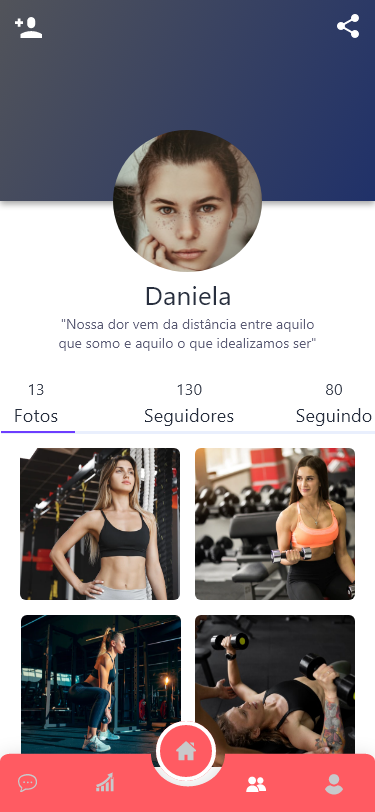 Daniela
"Nossa dor vem da distância entre aquilo
que somo e aquilo o que idealizamos ser"
13 130 80
Fotos Seguidores Seguindo